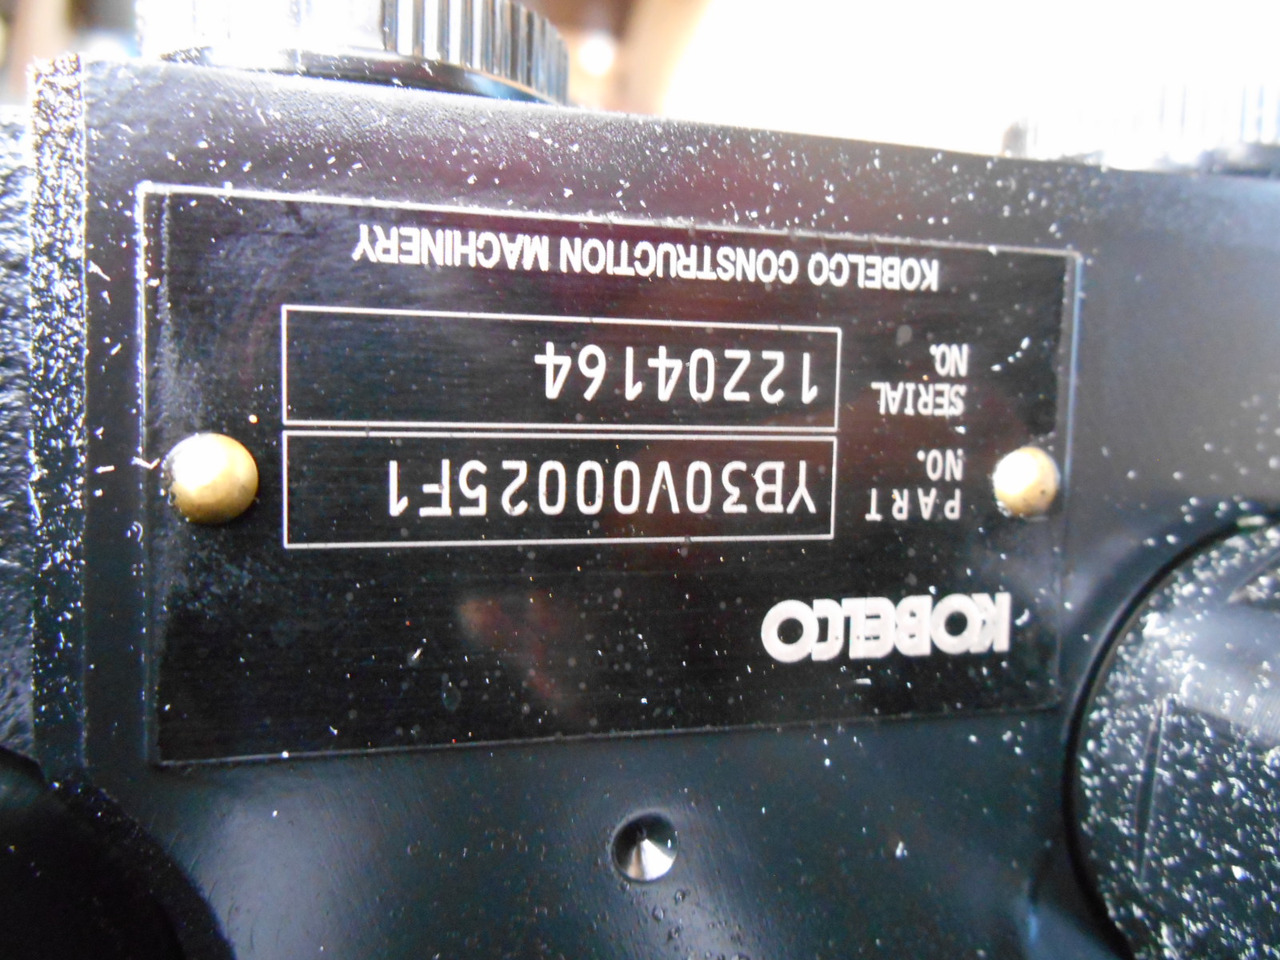 KOBELCO
PART NO. YB30V00025F1
SERIAL NO. 12Z04164
KOBELCO CONSTRUCTION MACHINERY